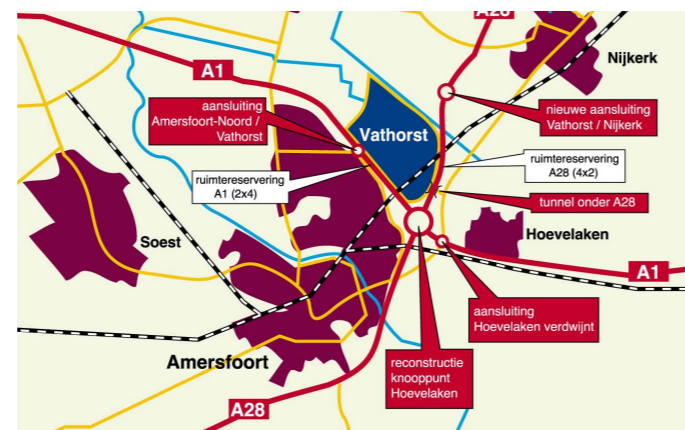 A28
Nijkerk
A1
aansluiting
Amersfoort-Noord /
Vathorst
nieuwe aansluiting
Vathorst / Nijkerk
Vathorst
ruimtereservering
A28 (4x2)
ruimtereservering
A1 (2x4)
tunnel onder A28
Soest
Hoevelaken
A1
aansluiting
Hoevelaken verdwijnt
Amersfoort
reconstructie
knooppunt
Hoevelaken
A28